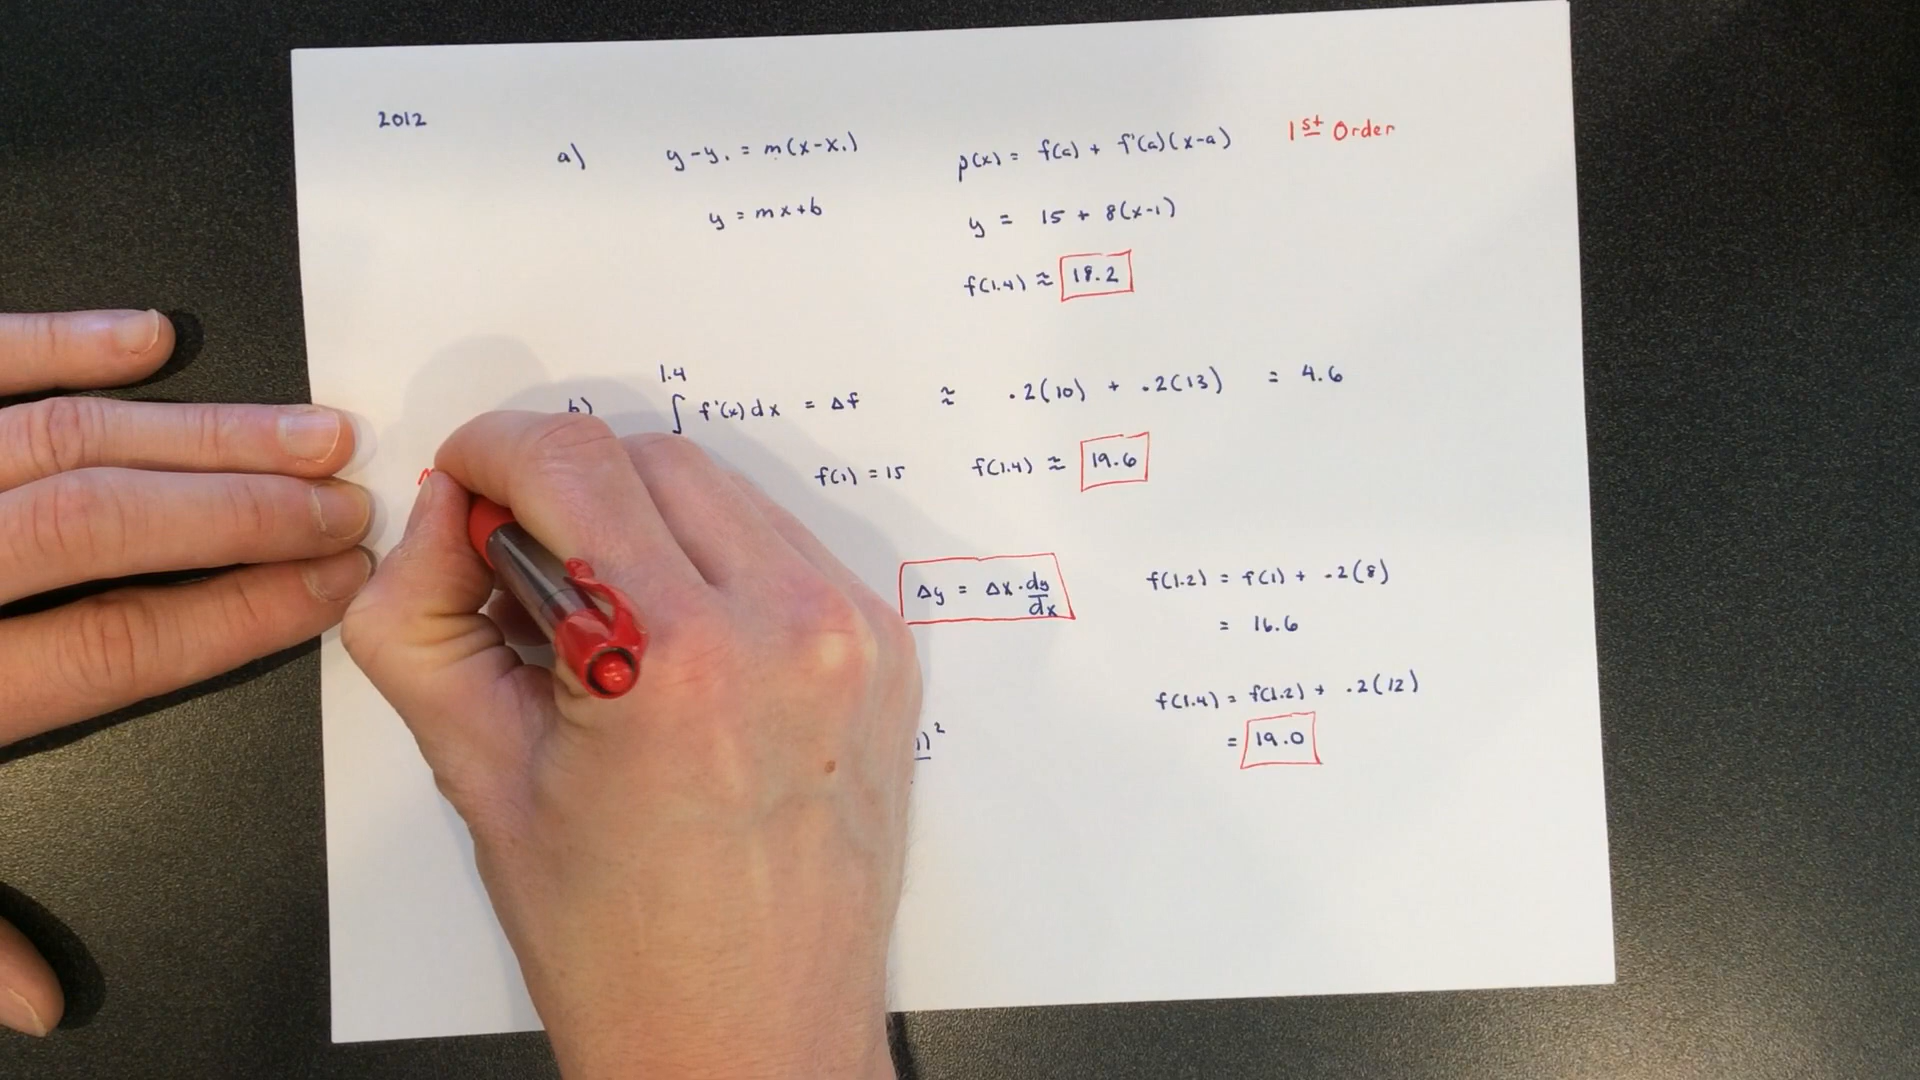 2012
a) y - y₁ = m(x-x₁)
p(x) = f(a) + f'(a)(x-a)
1st Order
y = mx+b
y = 15 + 8(x-1)
f(1.4) ≈ 18.2
b) 1.4
∫ f'(x) dx = Δf ≈ .2(10) + .2(13) = 4.6
f(1) = 15 f(1.4) ≈ 19.6
Δy = Δx · dy/dx
f(1.2) = f(1) + .2(8)
= 16.6
f(1.4) = f(1.2) + .2(12)
= 19.0
1)²